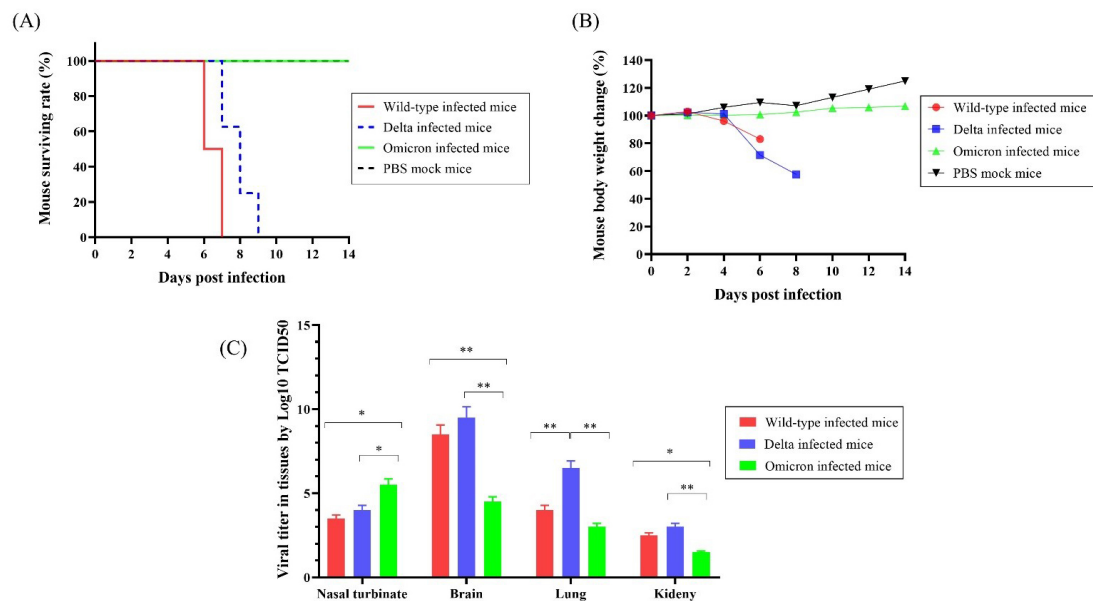 (A)
Mouse surviving rate (%)
100
80
60
40
20
0
0 2 4 6 8 10 12 14
Days post infection
Wild-type infected mice
Delta infected mice
Omicron infected mice
PBS mock mice
(B)
Mouse body weight change (%)
140
120
100
80
60
40
20
0
0 2 4 6 8 10 12 14
Days post infection
Wild-type infected mice
Delta infected mice
Omicron infected mice
PBS mock mice
(C)
Viral titer in tissues by Log10 TCID50
15
10
5
0
* * ** ** ** ** * **
Nasal turbinate Brain Lung Kideny
Wild-type infected mice
Delta infected mice
Omicron infected mice